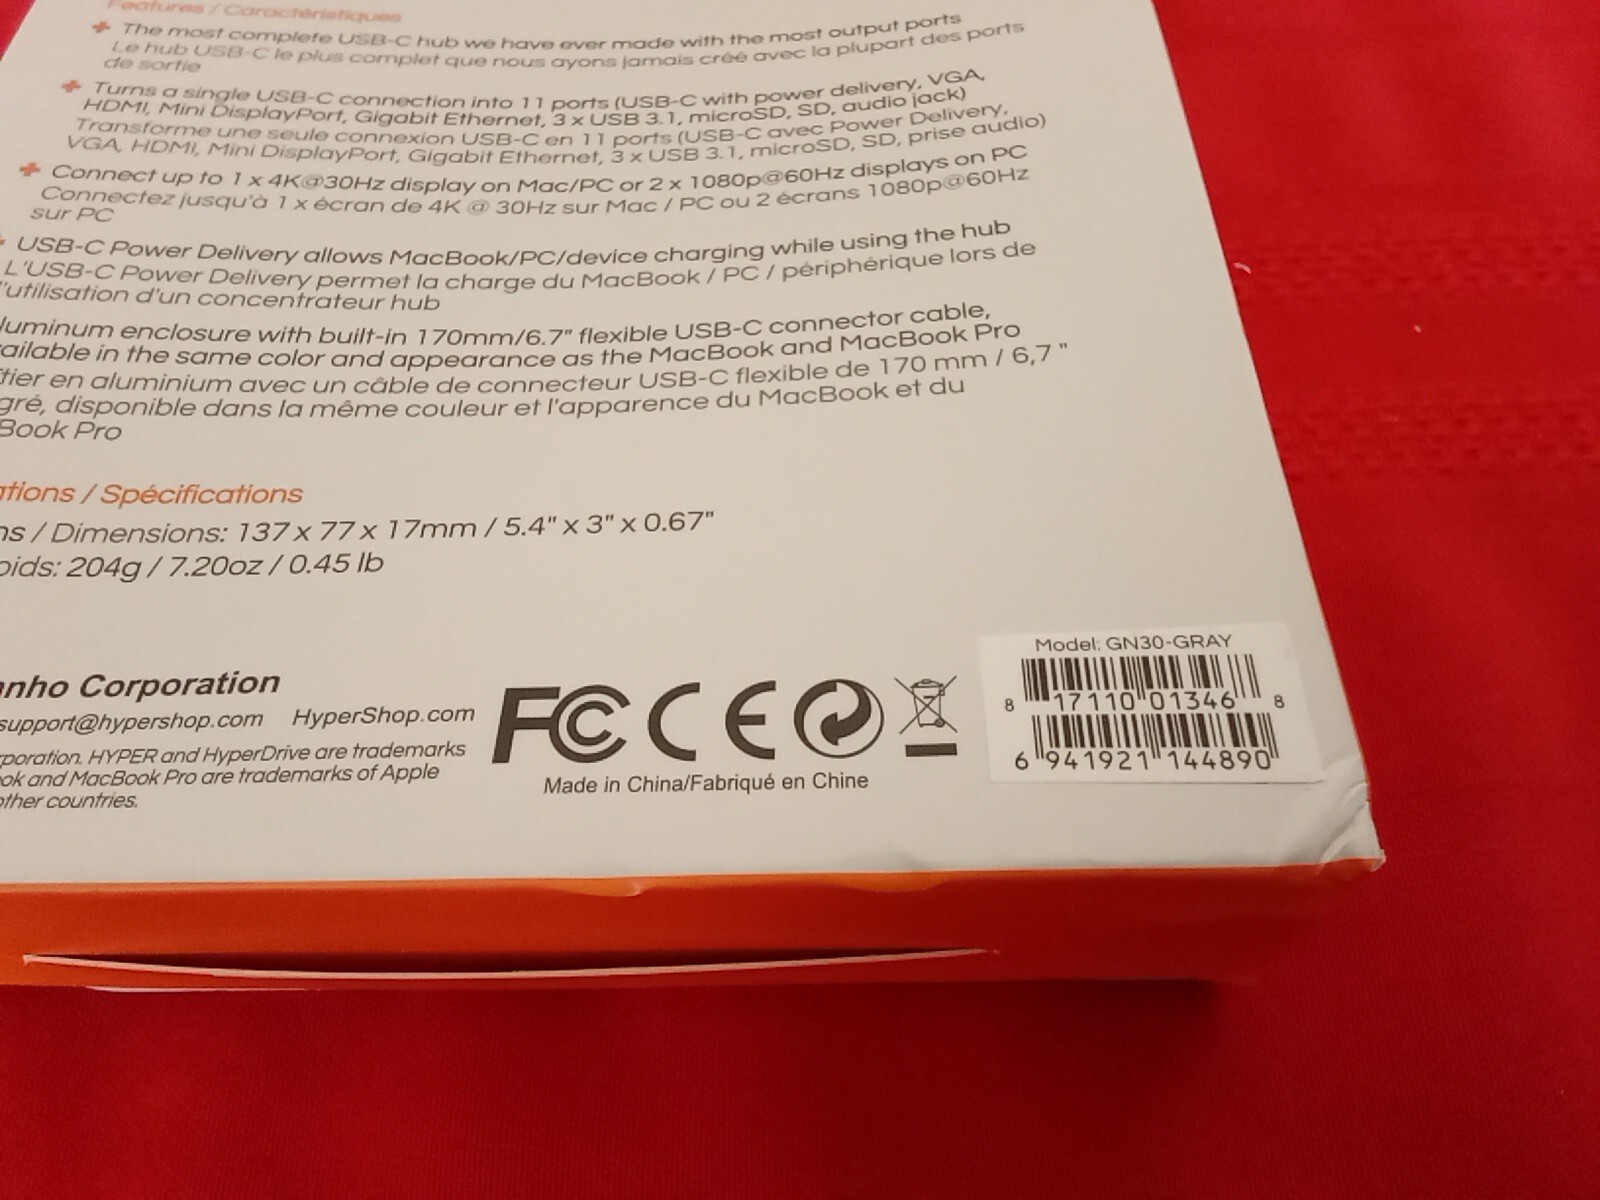 Features / Caractéristiques
The most complete USB-C hub we have ever made with the most output ports
Le hub USB-C le plus complet que nous ayons jamais créé avec la plupart des ports
de sortie
Turns a single USB-C connection into 11 ports (USB-C with power delivery, VGA,
HDMI, Mini DisplayPort, Gigabit Ethernet, 3 x USB 3.1, microSD, SD, audio jack)
Transforme une seule connexion USB-C en 11 ports (USB-C avec Power Delivery,
VGA, HDMI, Mini DisplayPort, Gigabit Ethernet, 3 x USB 3.1, microSD, SD, prise audio)
Connect up to 1 x 4K@30Hz display on Mac/PC or 2 x 1080p@60Hz displays on PC
Connectez jusqu'à 1 x écran de 4K @ 30Hz sur Mac / PC ou 2 écrans 1080p@60Hz
sur PC
USB-C Power Delivery allows MacBook/PC/device charging while using the hub
L'USB-C Power Delivery permet la charge du MacBook / PC / périphérique lors de
l'utilisation d'un concentrateur hub
luminum enclosure with built-in 170mm/6.7" flexible USB-C connector cable,
ailable in the same color and appearance as the MacBook and MacBook Pro
tier en aluminium avec un câble de connecteur USB-C flexible de 170 mm / 6,7 "
gré, disponible dans la même couleur et l'apparence du MacBook et du
Book Pro
ations / Spécifications
ns / Dimensions: 137 x 77 x 17mm / 5.4" x 3" x 0.67"
oids: 204g / 7.20oz / 0.45 lb
nho Corporation
support@hypershop.com HyperShop.com
rporation. HYPER and HyperDrive are trademarks
ok and MacBook Pro are trademarks of Apple
other countries.
FC CE
Made in China/Fabriqué en Chine
Model: GN30-GRAY
8 17110 01346 8
6 941921 144890